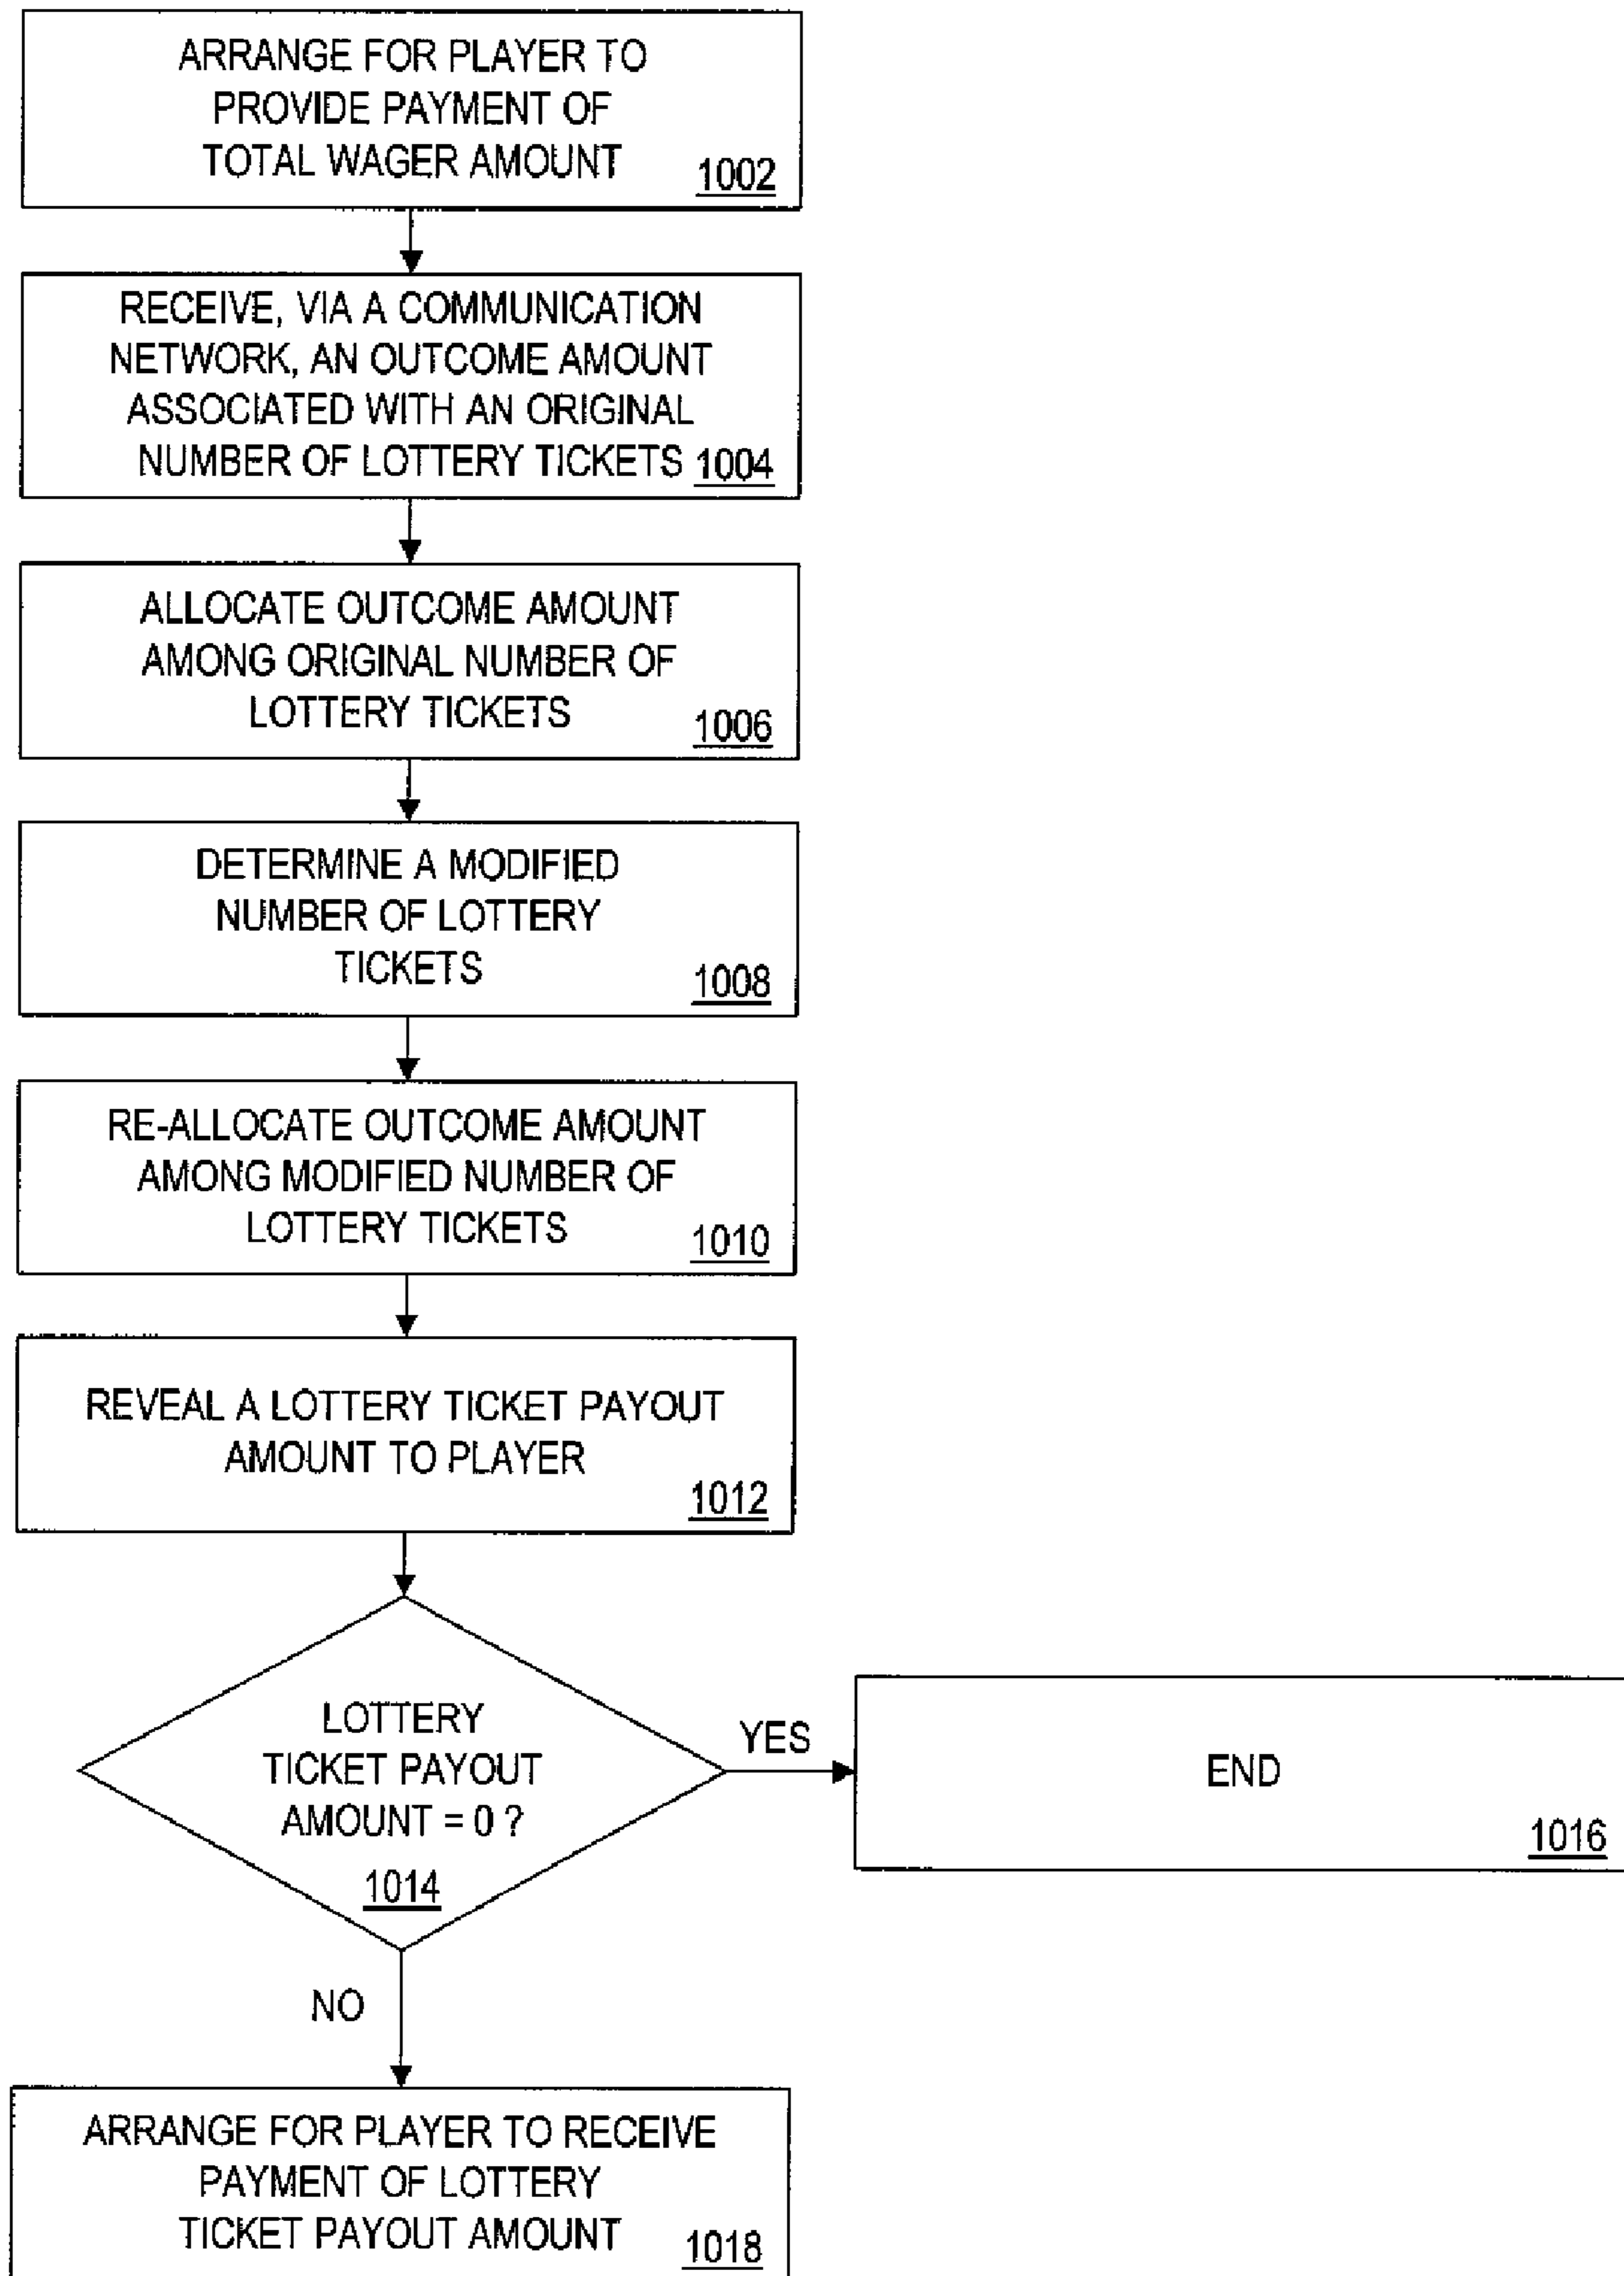 ARRANGE FOR PLAYER TO
PROVIDE PAYMENT OF
TOTAL WAGER AMOUNT
1002
RECEIVE, VIA A COMMUNICATION
NETWORK, AN OUTCOME AMOUNT
ASSOCIATED WITH AN ORIGINAL
NUMBER OF LOTTERY TICKETS 1004
ALLOCATE OUTCOME AMOUNT
AMONG ORIGINAL NUMBER OF
LOTTERY TICKETS
1006
DETERMINE A MODIFIED
NUMBER OF LOTTERY
TICKETS
1008
RE-ALLOCATE OUTCOME AMOUNT
AMONG MODIFIED NUMBER OF
LOTTERY TICKETS
1010
REVEAL A LOTTERY TICKET PAYOUT
AMOUNT TO PLAYER
1012
LOTTERY
TICKET PAYOUT
AMOUNT = 0 ?
1014
YES
END
1016
NO
ARRANGE FOR PLAYER TO RECEIVE
PAYMENT OF LOTTERY
TICKET PAYOUT AMOUNT
1018